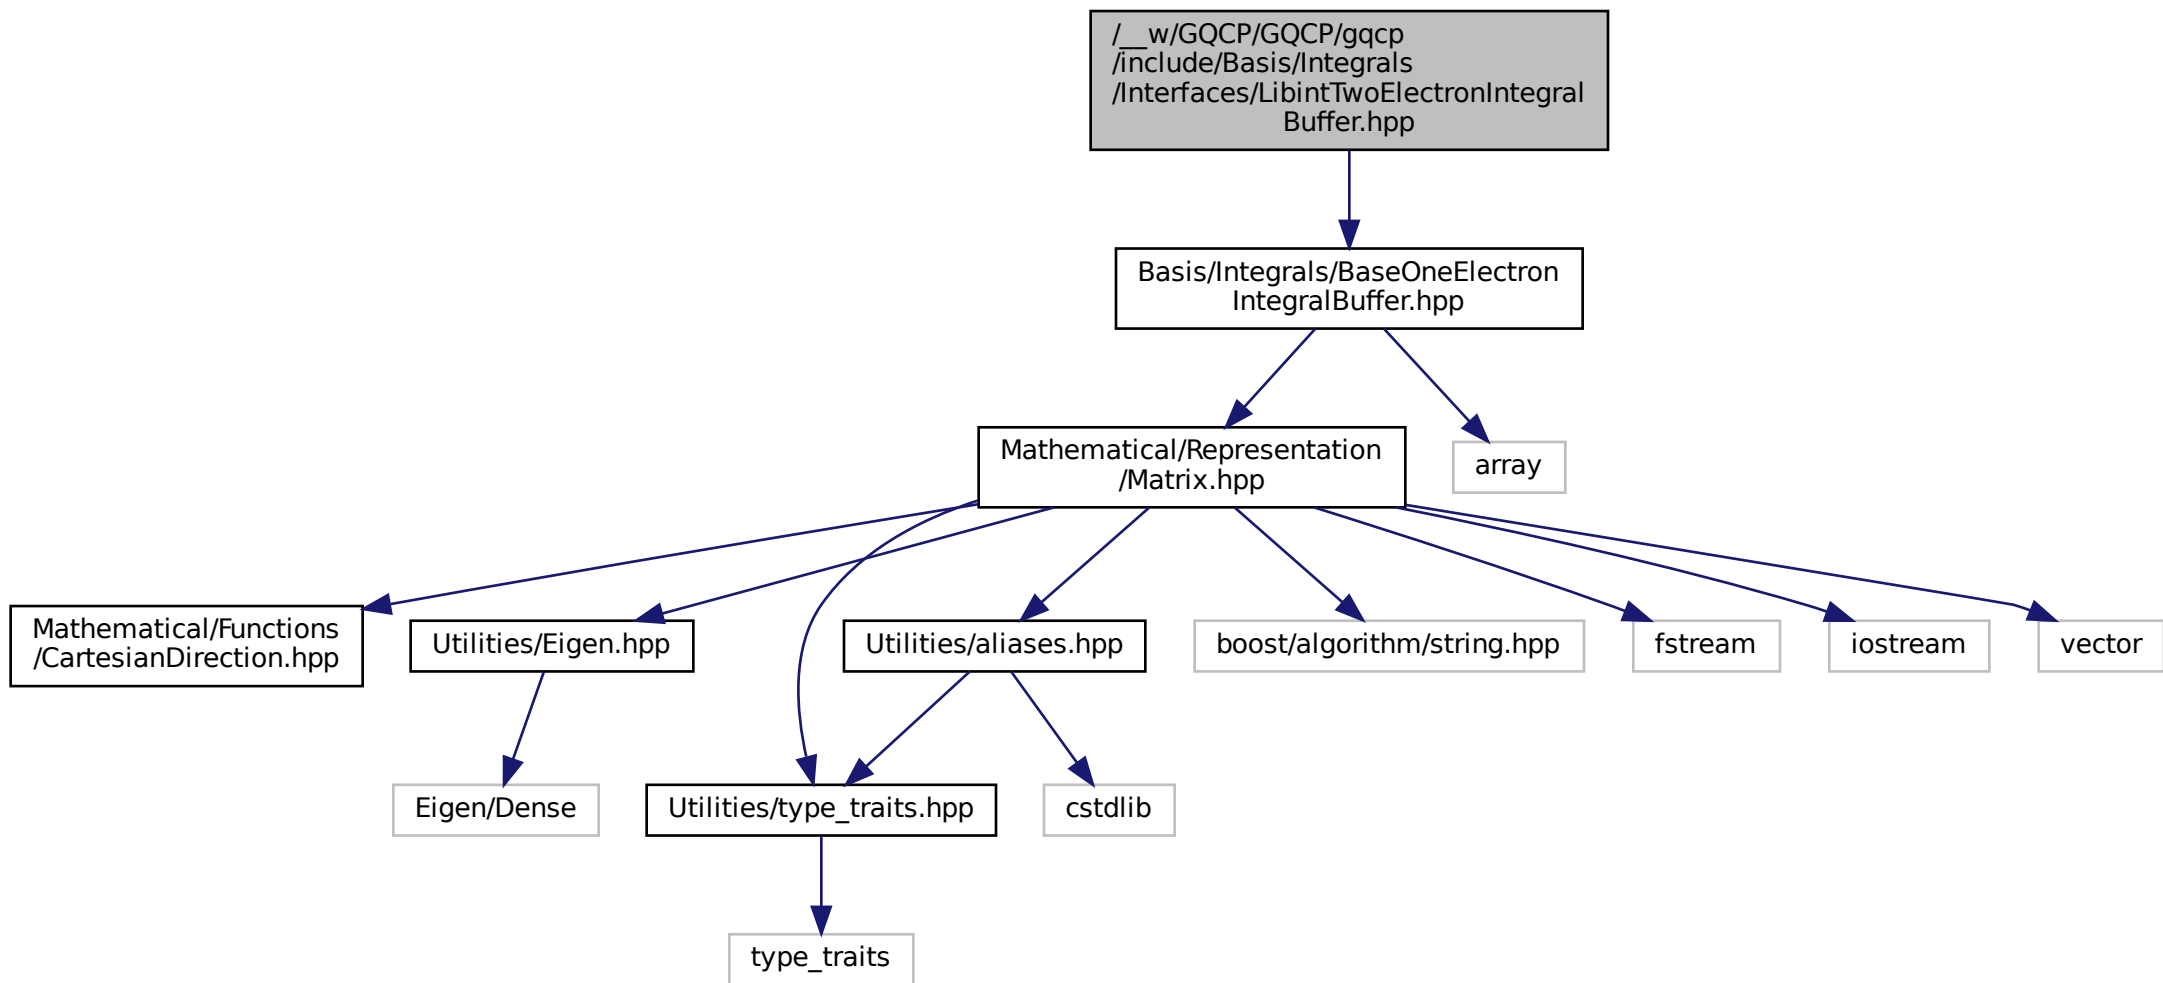 /__w/GQCP/GQCP/gqcp
/include/Basis/Integrals
/Interfaces/LibintTwoElectronIntegral
Buffer.hpp
Basis/Integrals/BaseOneElectron
IntegralBuffer.hpp
Mathematical/Representation
/Matrix.hpp
array
Mathematical/Functions
/CartesianDirection.hpp
Utilities/Eigen.hpp
Utilities/aliases.hpp
boost/algorithm/string.hpp
fstream
iostream
vector
Eigen/Dense
Utilities/type_traits.hpp
cstdlib
type_traits